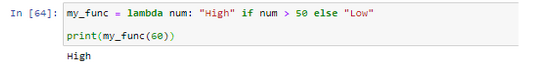 In [64]: my_func = lambda num: "High" if num > 50 else "Low"
print(my_func(60))
High